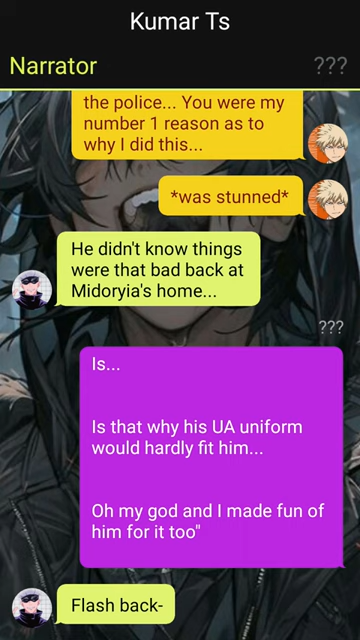 Kumar Ts
Narrator ???
the police... You were my
number 1 reason as to
why I did this...
*was stunned*
He didn't know things
were that bad back at
Midoryia's home...
???
Is...
Is that why his UA uniform
would hardly fit him...
Oh my god and I made fun of
him for it too"
Flash back-